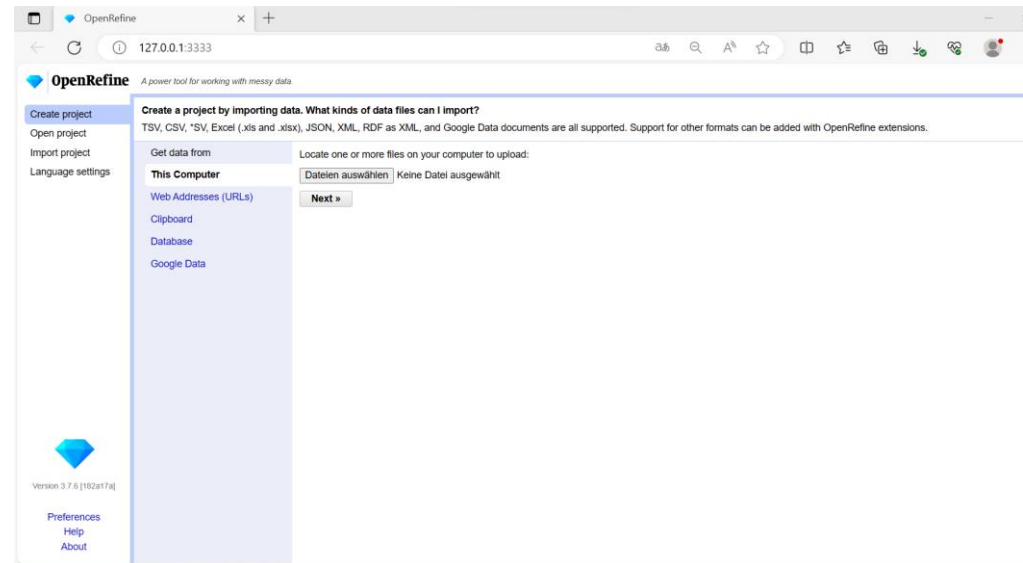 OpenRefine
127.0.0.1:3333
OpenRefine A power tool for working with messy data.
Create project
Open project
Import project
Language settings
Create a project by importing data. What kinds of data files can I import?
TSV, CSV, *SV, Excel (.xls and .xlsx), JSON, XML, RDF as XML, and Google Data documents are all supported. Support for other formats can be added with OpenRefine extensions.
Get data from
This Computer
Web Addresses (URLs)
Clipboard
Database
Google Data
Locate one or more files on your computer to upload:
Dateien auswählen Keine Datei ausgewählt
Next »
Version 3.7.6 [182a17a]
Preferences
Help
About